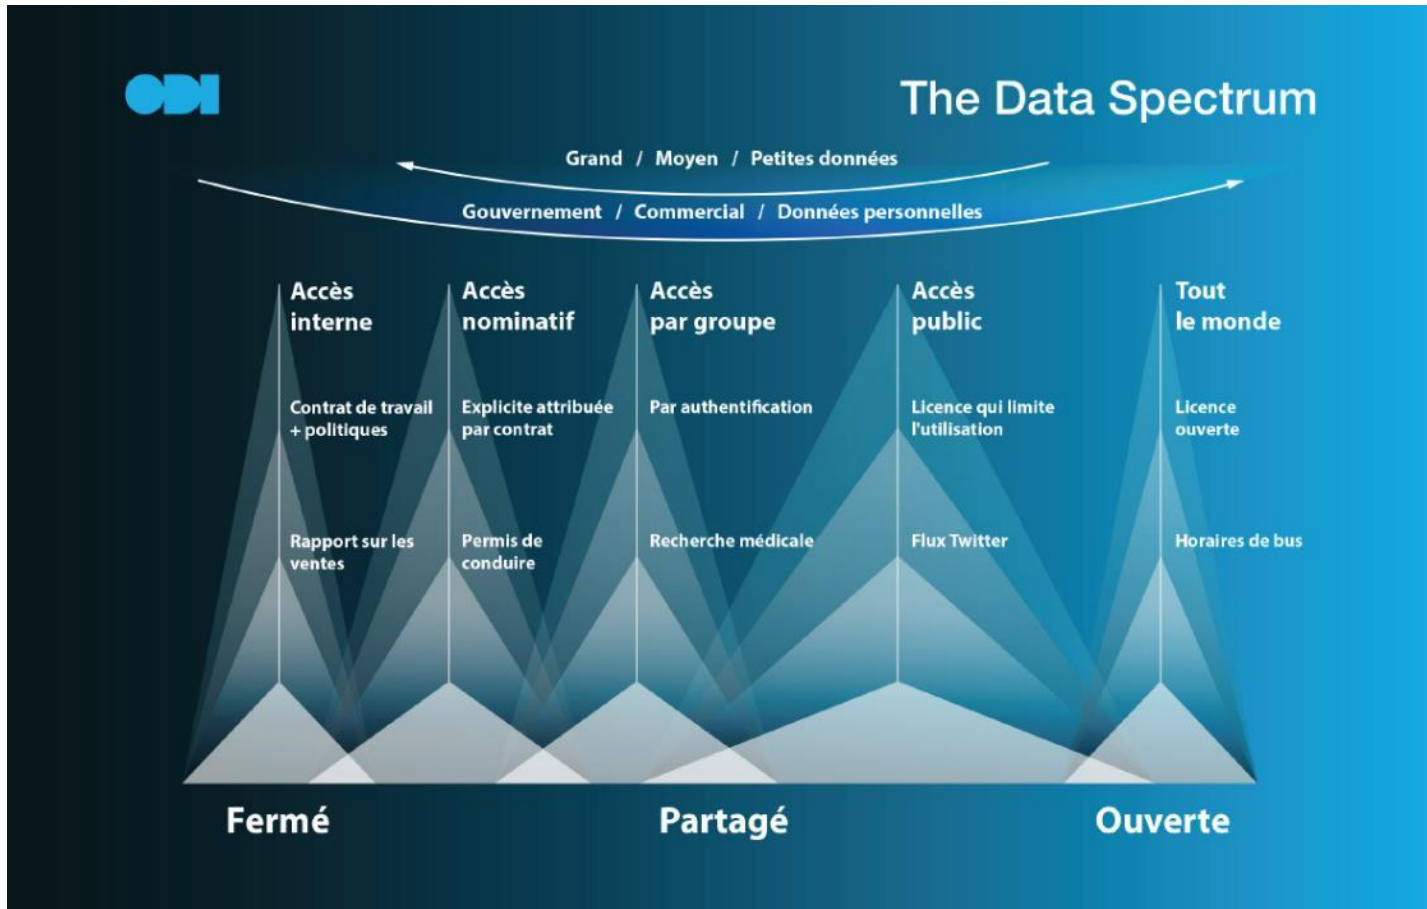 ODI
The Data Spectrum
Grand / Moyen / Petites données
Gouvernement / Commercial / Données personnelles
Accès
interne
Accès
nominatif
Accès
par groupe
Accès
public
Tout
le monde
Contrat de travail
+ politiques
Explicite attribuée
par contrat
Par authentification
Licence qui limite
l'utilisation
Licence
ouverte
Rapport sur les
ventes
Permis de
conduire
Recherche médicale
Flux Twitter
Horaires de bus
Fermé
Partagé
Ouverte